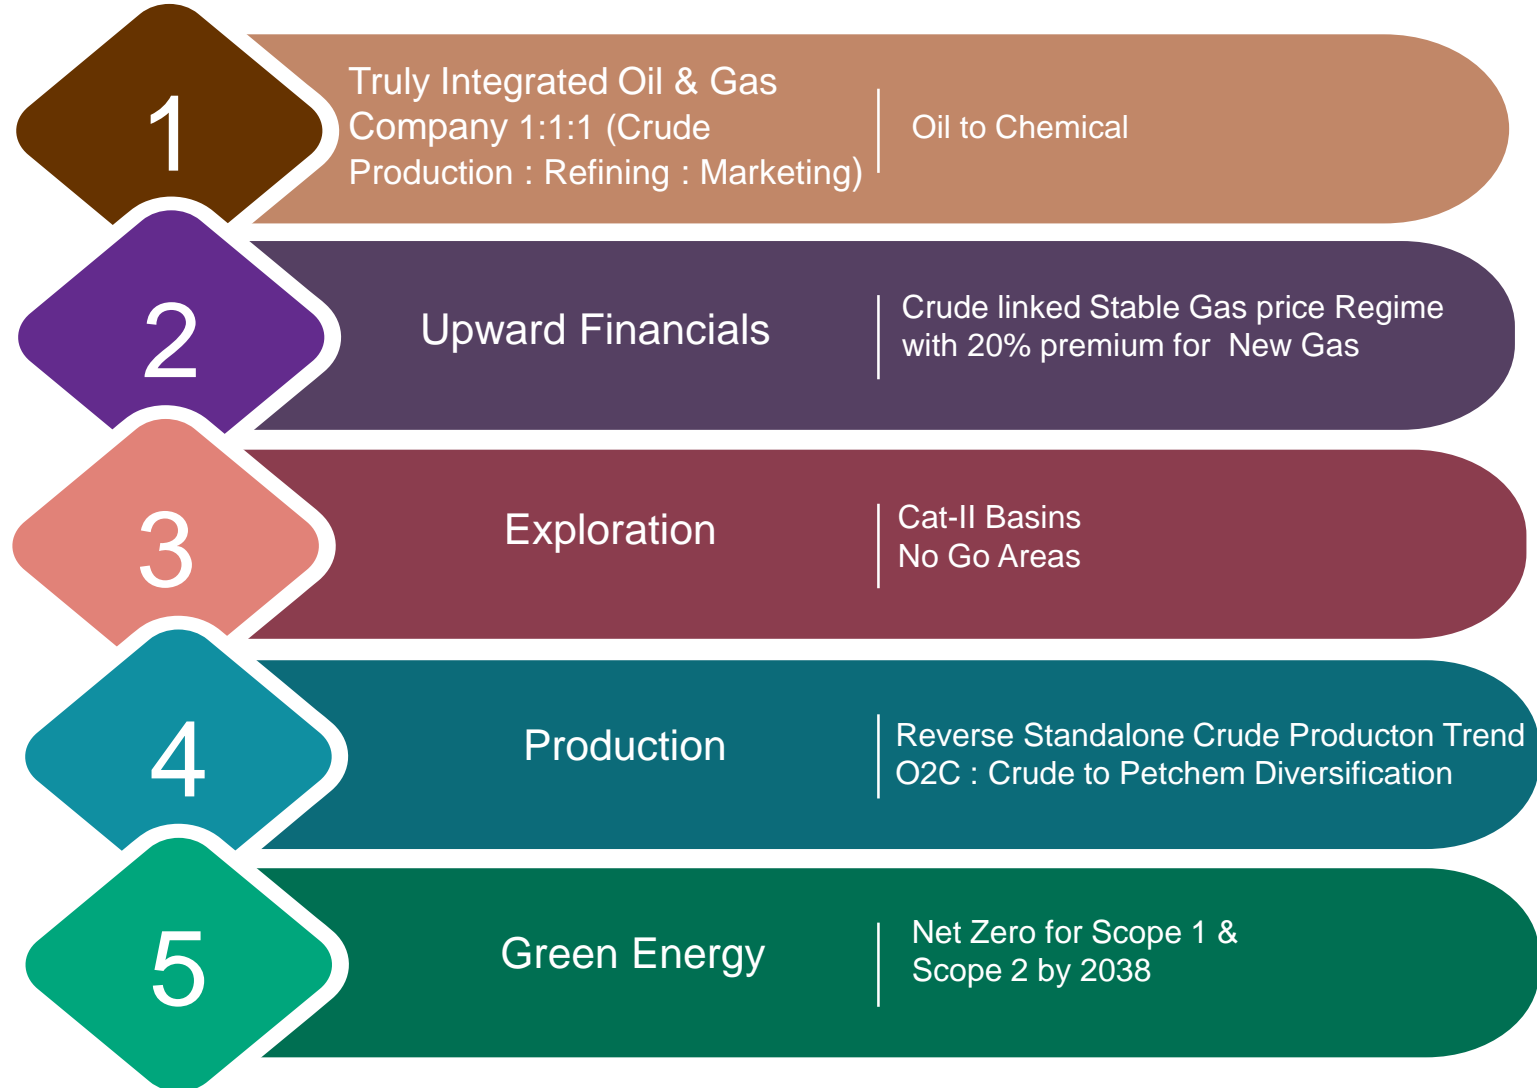 1
Truly Integrated Oil & Gas
Company 1:1:1 (Crude
Production : Refining : Marketing)
Oil to Chemical
2
Upward Financials
Crude linked Stable Gas price Regime
with 20% premium for New Gas
3
Exploration
Cat-II Basins
No Go Areas
4
Production
Reverse Standalone Crude Producton Trend
O2C : Crude to Petchem Diversification
5
Green Energy
Net Zero for Scope 1 &
Scope 2 by 2038